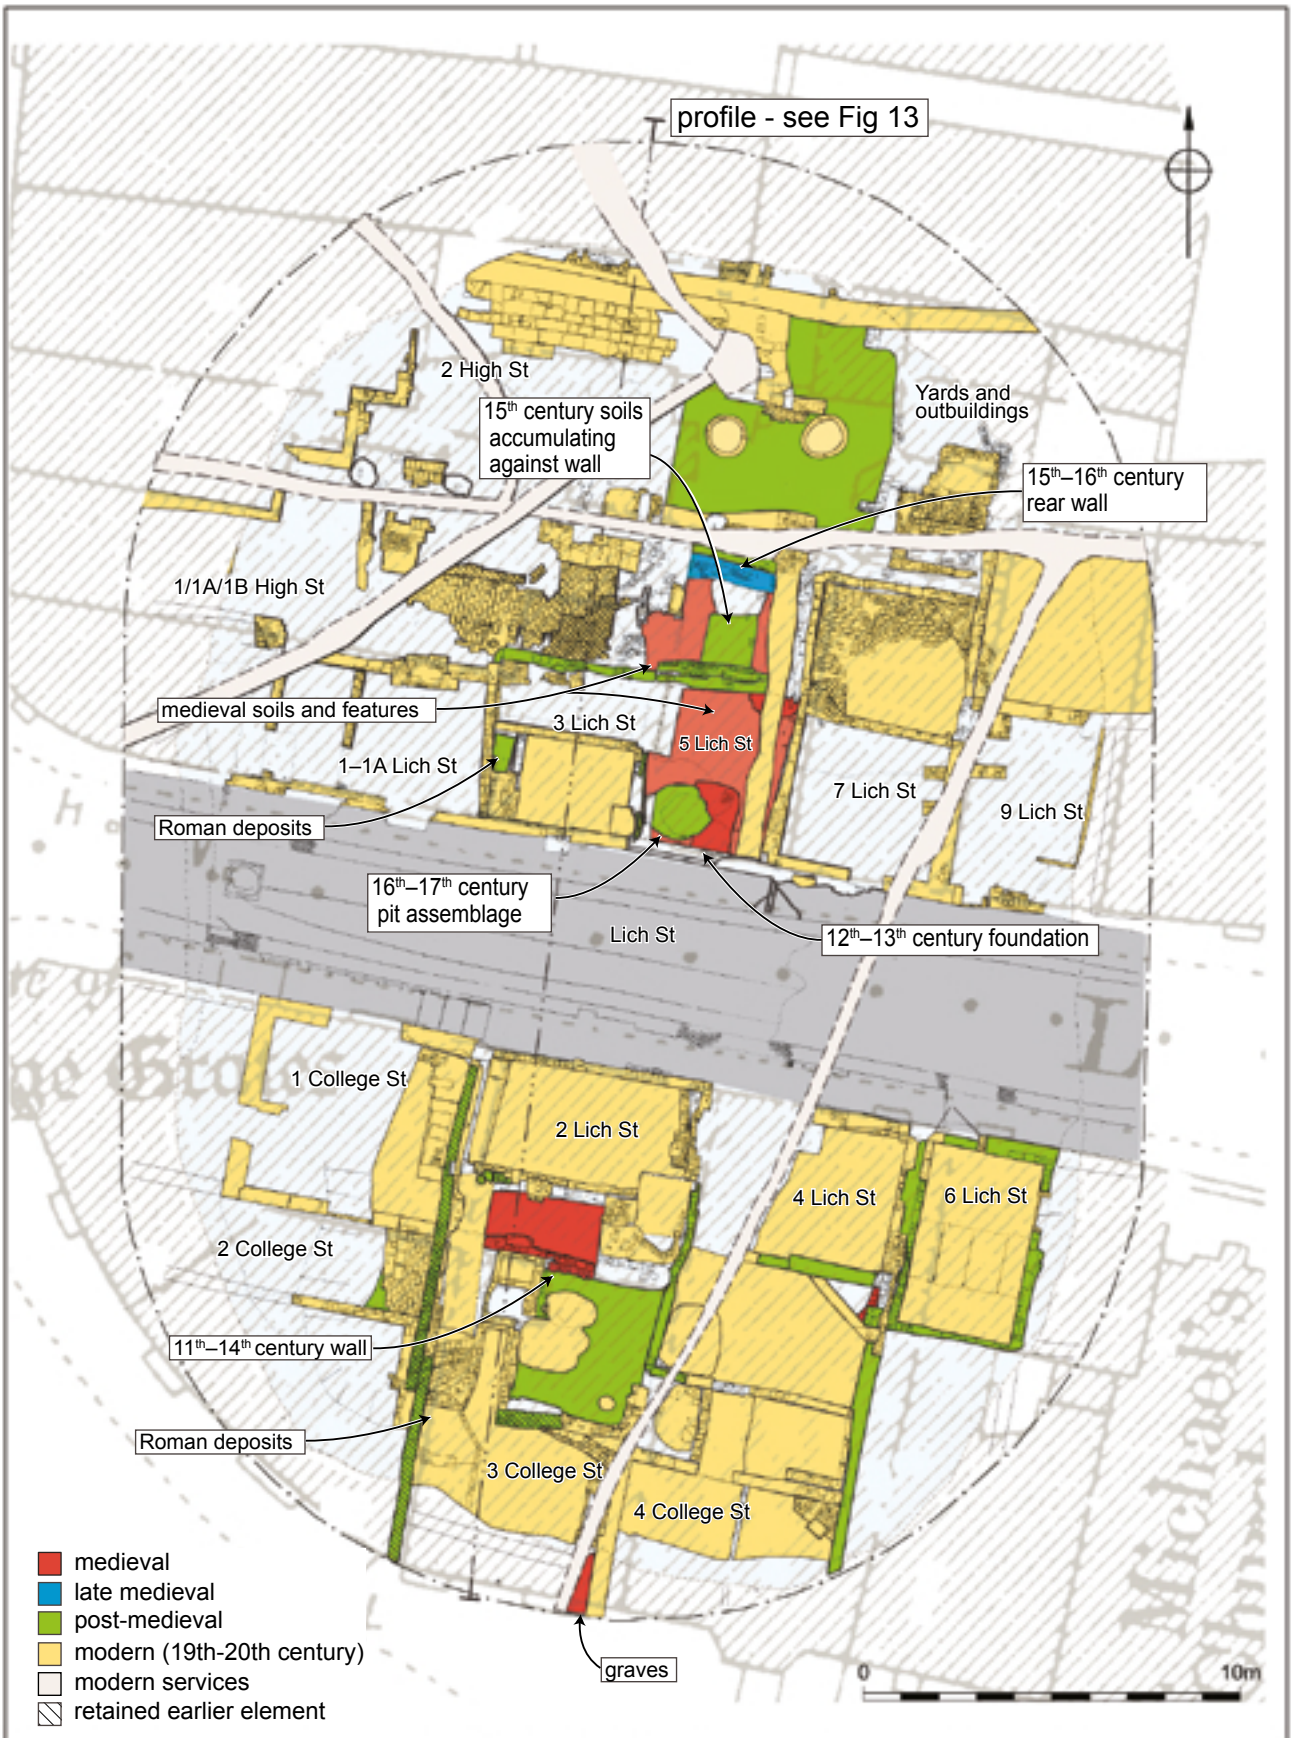 profile - see Fig 13
2 High St
15th century soils
accumulating
against wall
Yards and
outbuildings
15th–16th century
rear wall
1/1A/1B High St
medieval soils and features
3 Lich St
5 Lich St
1–1A Lich St
7 Lich St
9 Lich St
Roman deposits
16th–17th century
pit assemblage
Lich St
12th–13th century foundation
L
1 College St
2 Lich St
4 Lich St
6 Lich St
2 College St
11th–14th century wall
Roman deposits
3 College St
4 College St
Michael's
medieval
late medieval
post-medieval
modern (19th-20th century)
modern services
retained earlier element
graves
0 10m